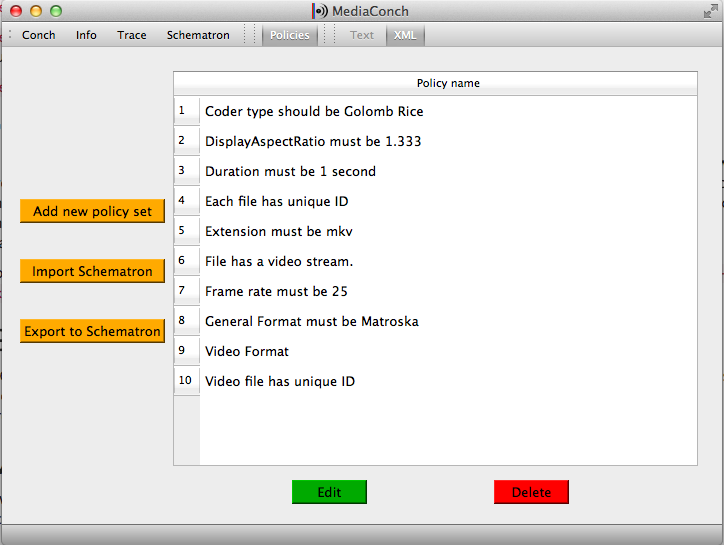 MediaConch
Conch Info Trace Schematron Policies Text XML
Policy name
1 Coder type should be Golomb Rice
2 DisplayAspectRatio must be 1.333
3 Duration must be 1 second
4 Each file has unique ID
5 Extension must be mkv
6 File has a video stream.
7 Frame rate must be 25
8 General Format must be Matroska
9 Video Format
10 Video file has unique ID
Add new policy set
Import Schematron
Export to Schematron
Edit Delete